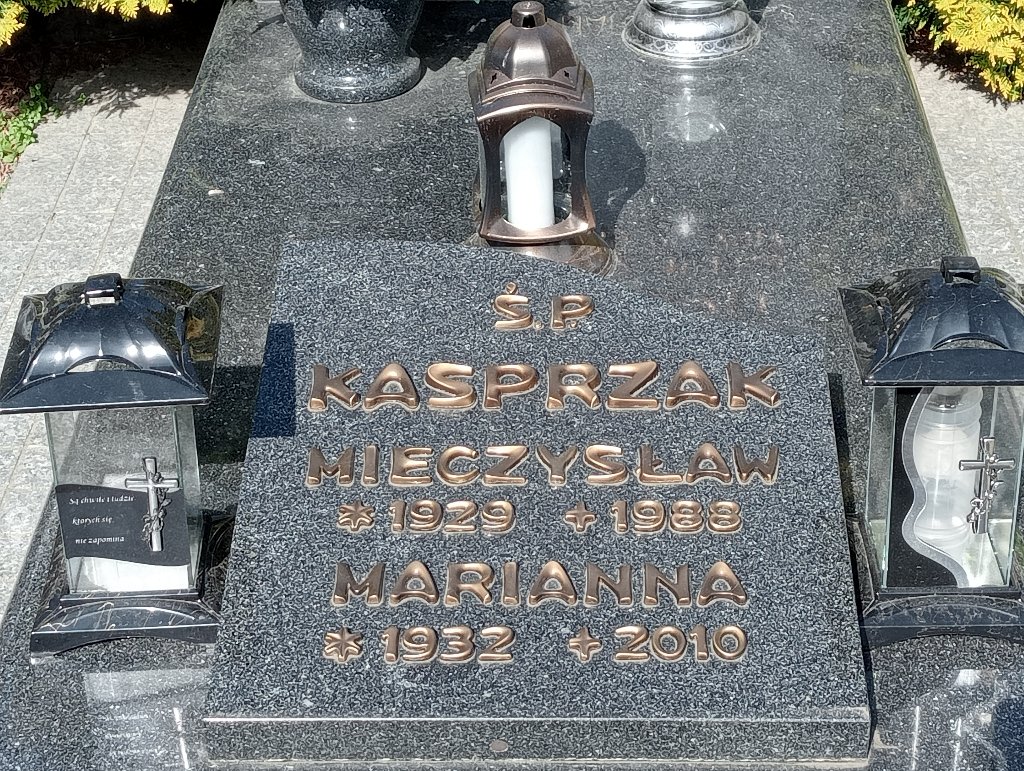 Ś.P.
KASPRZAK
MIECZYSŁAW
* 1929 + 1988
MARIANNA
* 1932 + 2010
Są chwile i ludzie
których się
nie zapomina